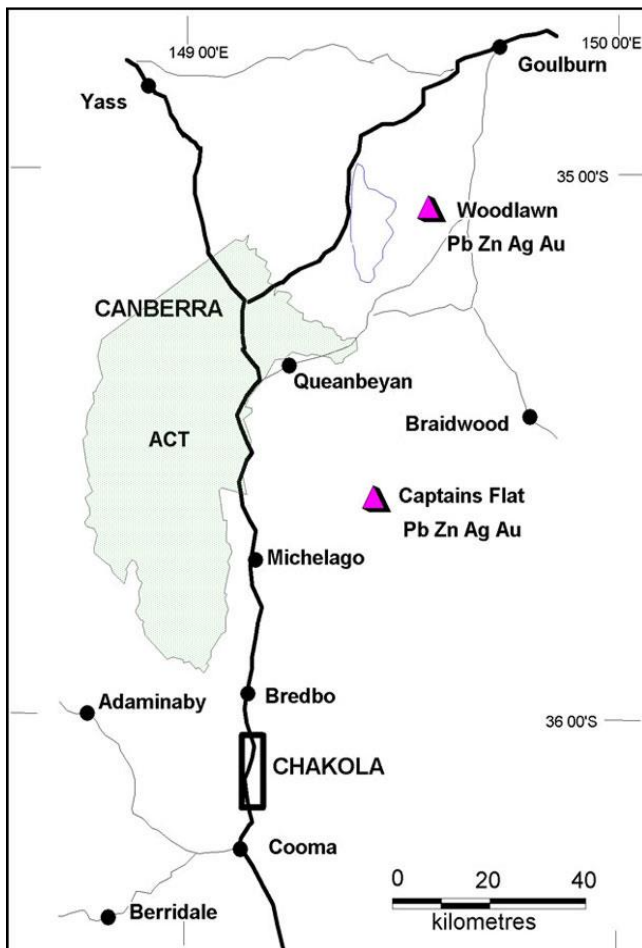 149 00'E
150 00'E
Goulburn
Yass
35 00'S
Woodlawn
Pb Zn Ag Au
CANBERRA
Queanbeyan
Braidwood
ACT
Captains Flat
Pb Zn Ag Au
Michelago
Adaminaby
Bredbo
36 00'S
CHAKOLA
Cooma
0 20 40
kilometres
Berridale